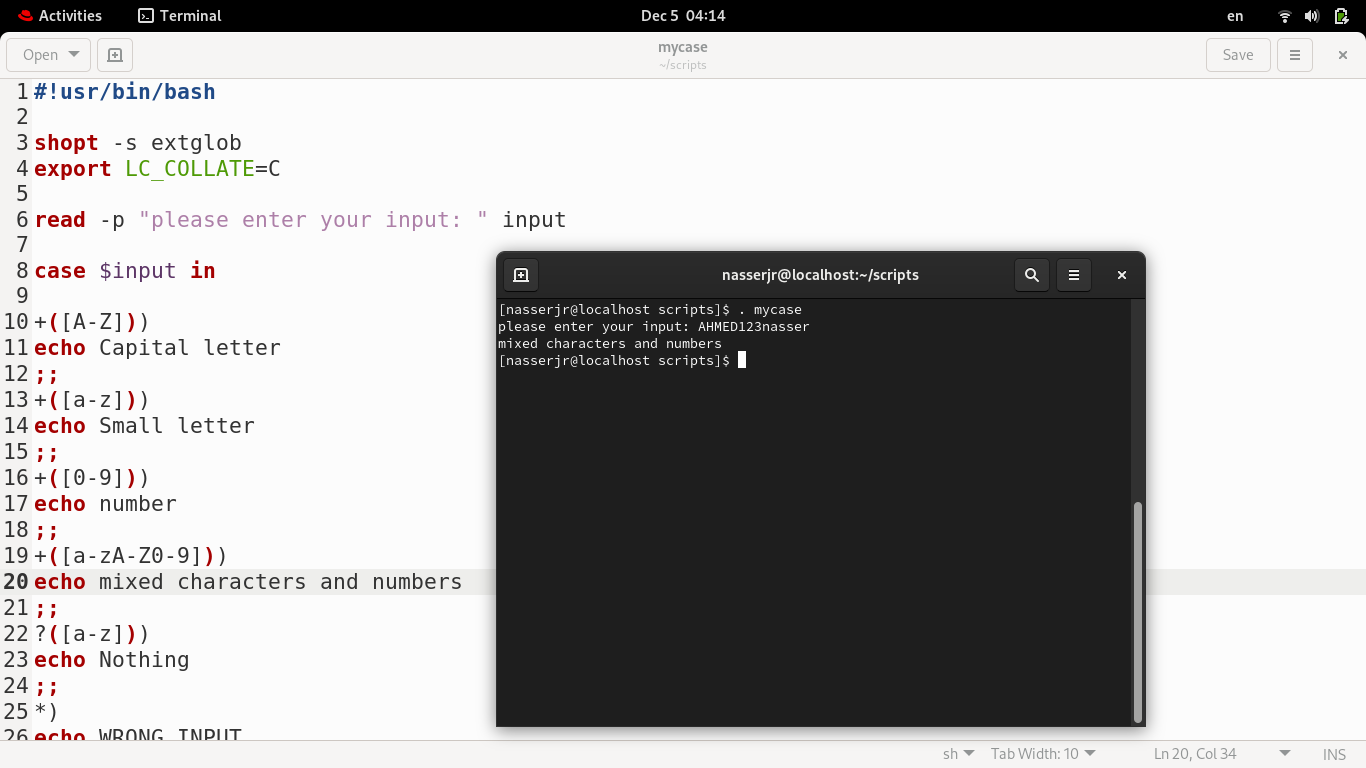 Activities
Terminal
Dec 5 04:14
en
Open
mycase
~/scripts
Save
1 #!usr/bin/bash
2
3 shopt -s extglob
4 export LC_COLLATE=C
5
6 read -p "please enter your input: " input
7
8 case $input in
9
10 +([A-Z]))
11 echo Capital letter
12 ;;
13 +([a-z]))
14 echo Small letter
15 ;;
16 +([0-9]))
17 echo number
18 ;;
19 +([a-zA-Z0-9]))
20 echo mixed characters and numbers
21 ;;
22 ?([a-z]))
23 echo Nothing
24 ;;
25 *)
26 echo WRONG INPUT
nasserjr@localhost:~/scripts
[nasserjr@localhost scripts]$ . mycase
please enter your input: AHMED123nasser
mixed characters and numbers
[nasserjr@localhost scripts]$
sh
Tab Width: 10
Ln 20, Col 34
INS